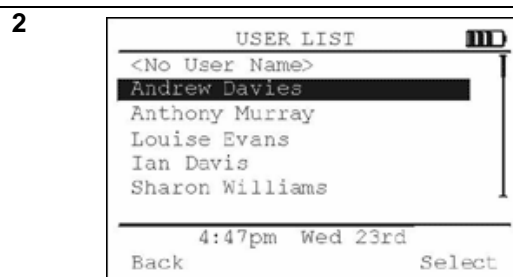 2
USER LIST
<No User Name>
Andrew Davies
Anthony Murray
Louise Evans
Ian Davis
Sharon Williams
4:47pm Wed 23rd
Back Select